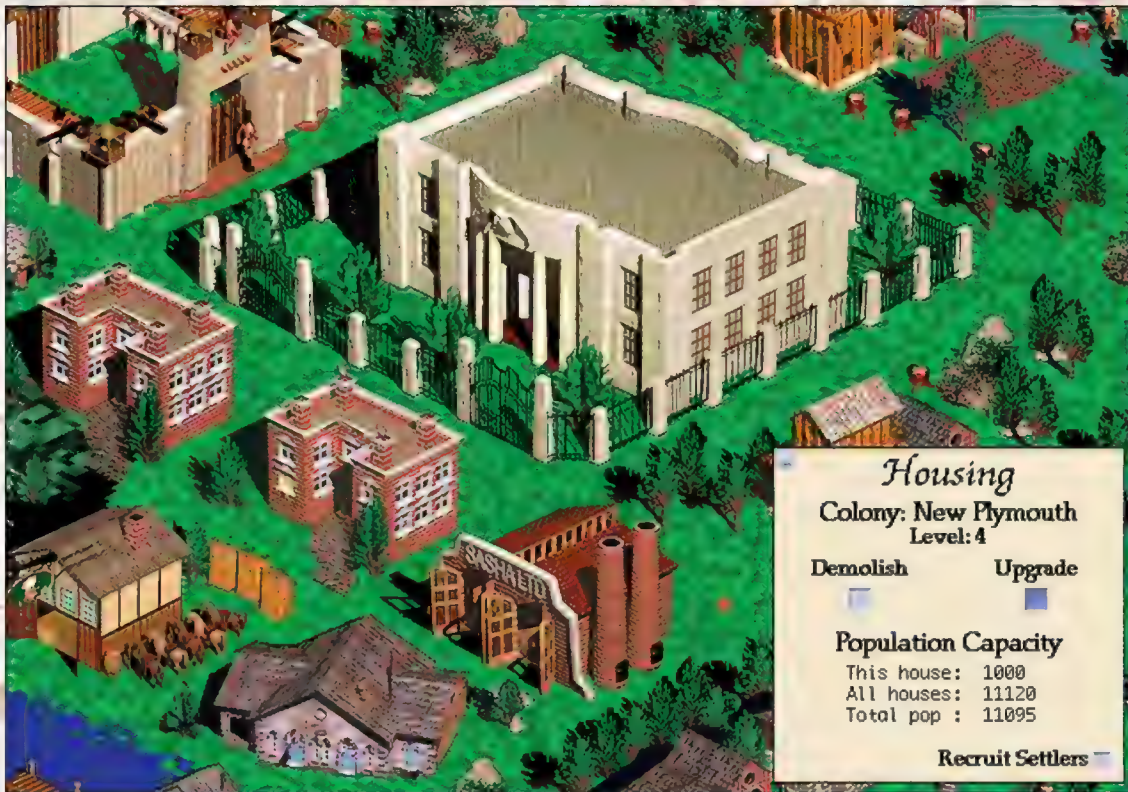 SASHRETO
Housing
Colony: New Plymouth
Level: 4
Demolish Upgrade
Population Capacity
This house: 1000
All houses: 11120
Total pop : 11095
Recruit Settlers